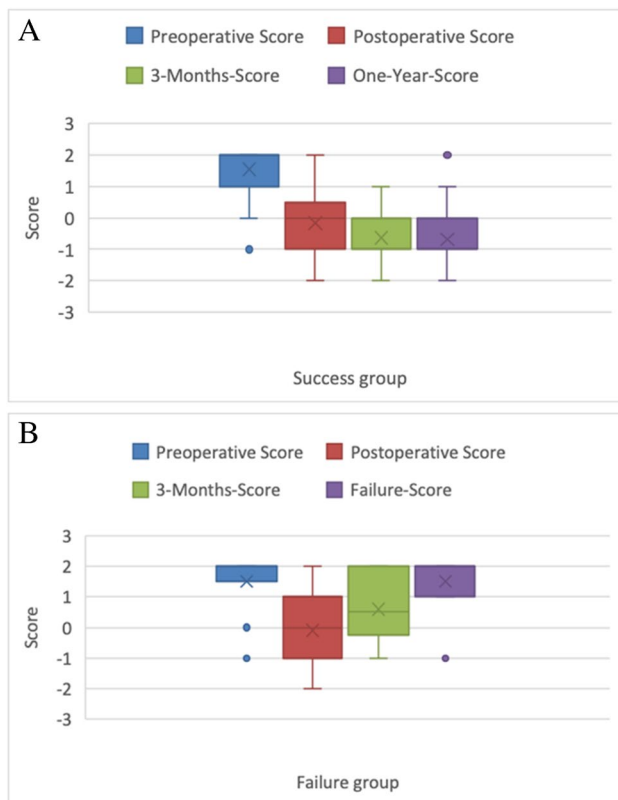 A
Preoperative Score Postoperative Score
3-Months-Score One-Year-Score
3
2
1
0
-1
-2
-3
Score
Success group
B
Preoperative Score Postoperative Score
3-Months-Score Failure-Score
3
2
1
0
-1
-2
-3
Score
Failure group